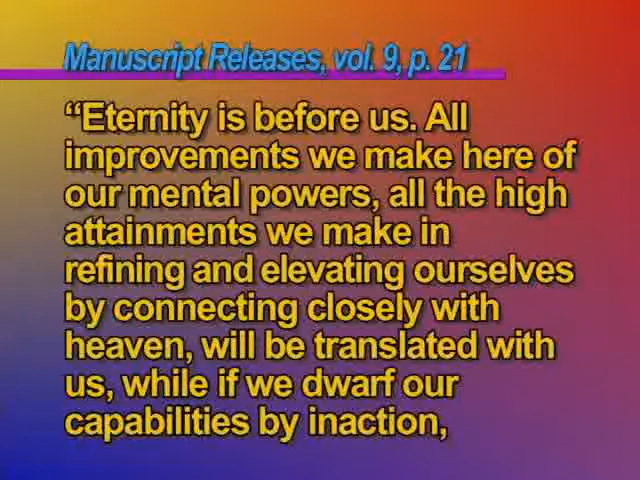 Manuscript Releases, vol. 9, p. 21
“Eternity is before us. All
improvements we make here of
our mental powers, all the high
attainments we make in
refining and elevating ourselves
by connecting closely with
heaven, will be translated with
us, while if we dwarf our
capabilities by inaction,